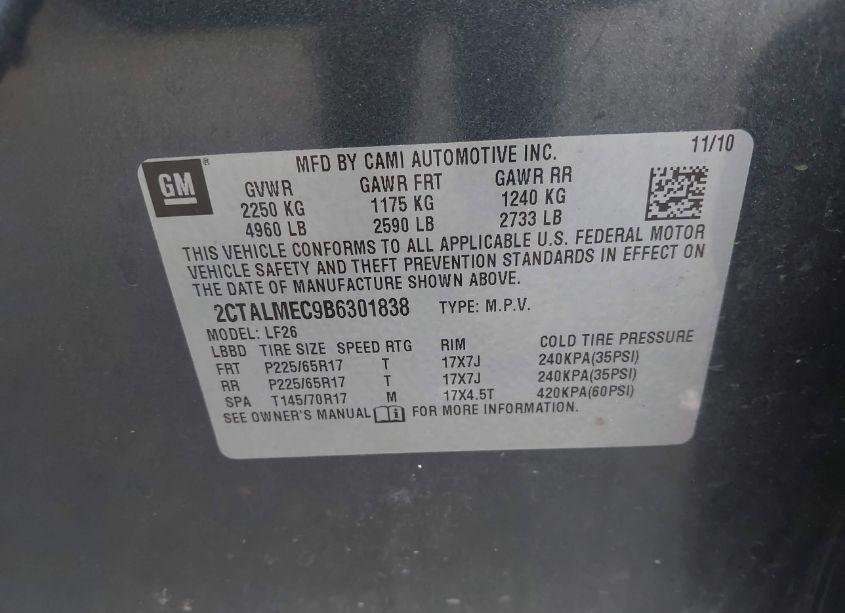 GM ® MFD BY CAMI AUTOMOTIVE INC. 11/10
GVWR GAWR FRT GAWR RR
2250 KG 1175 KG 1240 KG
4960 LB 2590 LB 2733 LB
THIS VEHICLE CONFORMS TO ALL APPLICABLE U.S. FEDERAL MOTOR
VEHICLE SAFETY AND THEFT PREVENTION STANDARDS IN EFFECT ON
THE DATE OF MANUFACTURE SHOWN ABOVE.
2CTALMEC9B6301838 TYPE: M.P.V.
MODEL: LF26
LBBD TIRE SIZE SPEED RTG RIM COLD TIRE PRESSURE
FRT P225/65R17 T 17X7J 240KPA(35PSI)
RR P225/65R17 T 17X7J 240KPA(35PSI)
SPA T145/70R17 M 17X4.5T 420KPA(60PSI)
SEE OWNER'S MANUAL FOR MORE INFORMATION.